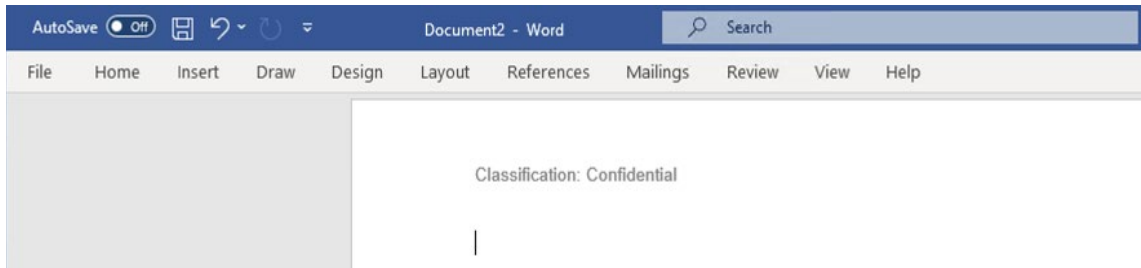 AutoSave Off Document2 - Word Search
File Home Insert Draw Design Layout References Mailings Review View Help
Classification: Confidential